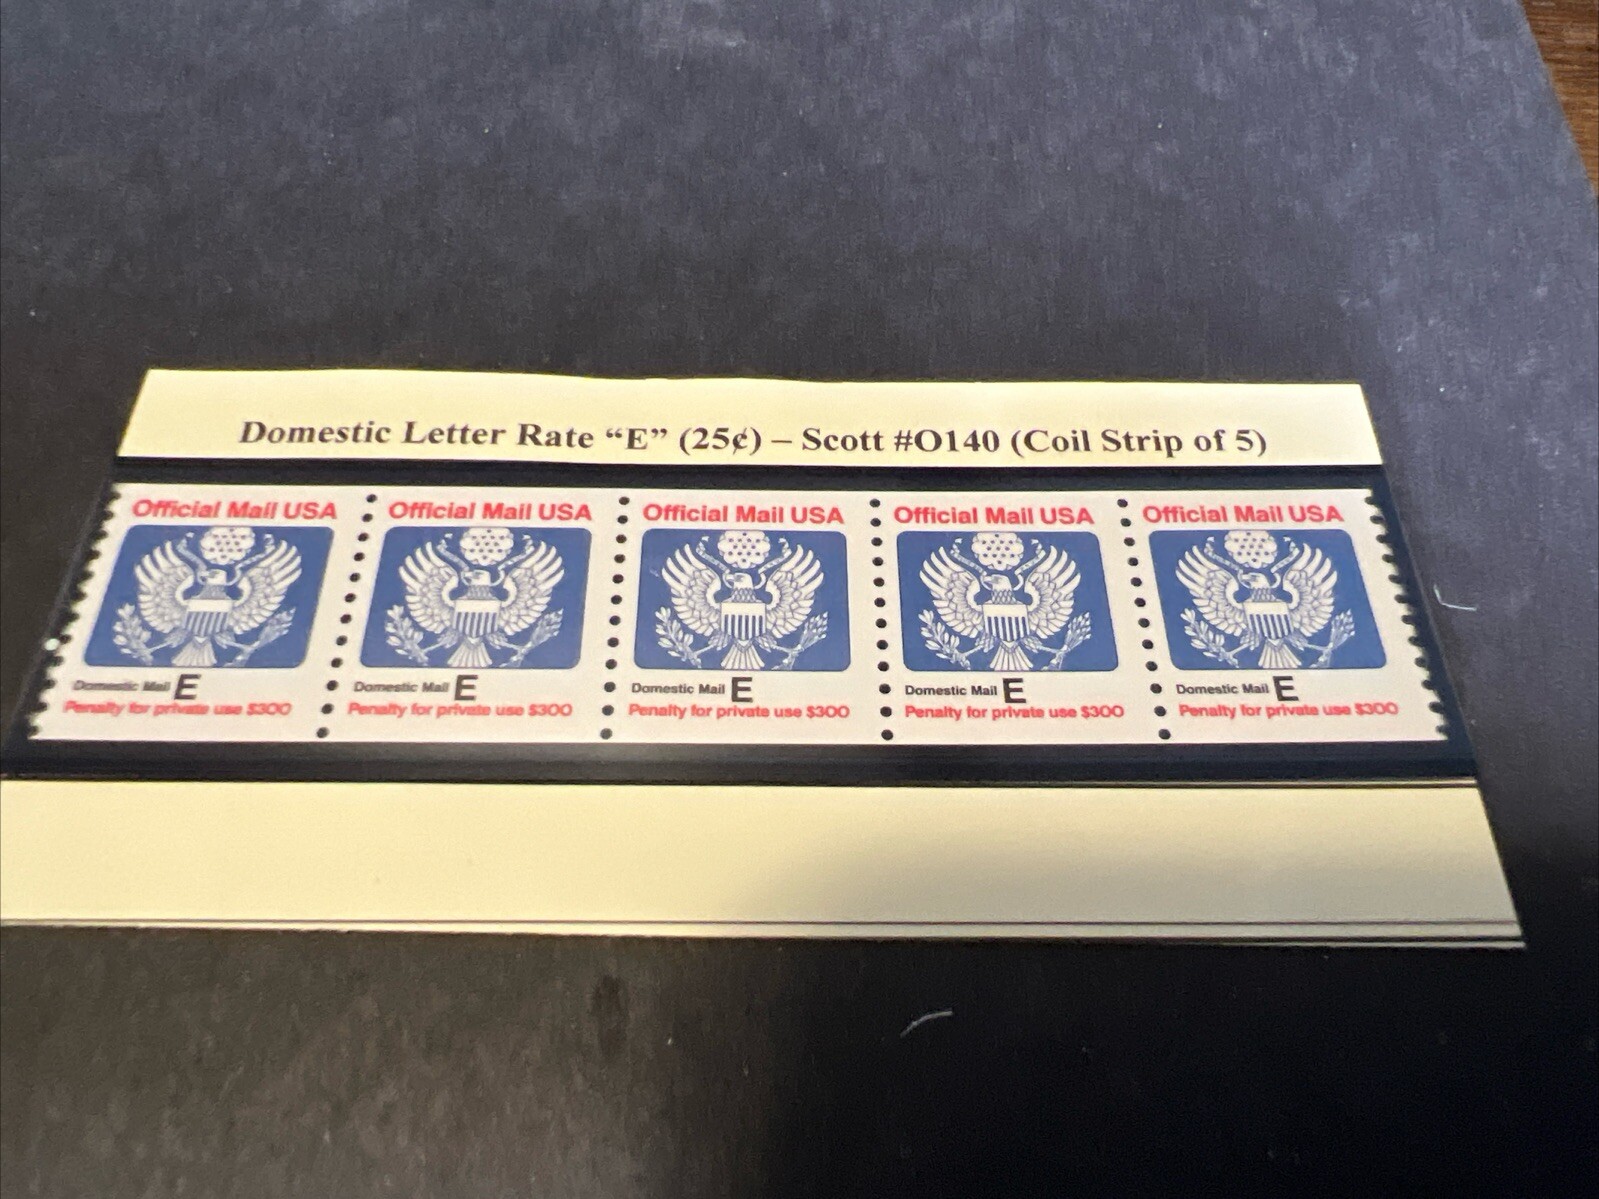 Domestic Letter Rate “E” (25¢) – Scott #O140 (Coil Strip of 5)
Official Mail USA
Domestic Mail E
Penalty for private use $300
Official Mail USA
Domestic Mail E
Penalty for private use $300
Official Mail USA
Domestic Mail E
Penalty for private use $300
Official Mail USA
Domestic Mail E
Penalty for private use $300
Official Mail USA
Domestic Mail E
Penalty for private use $300